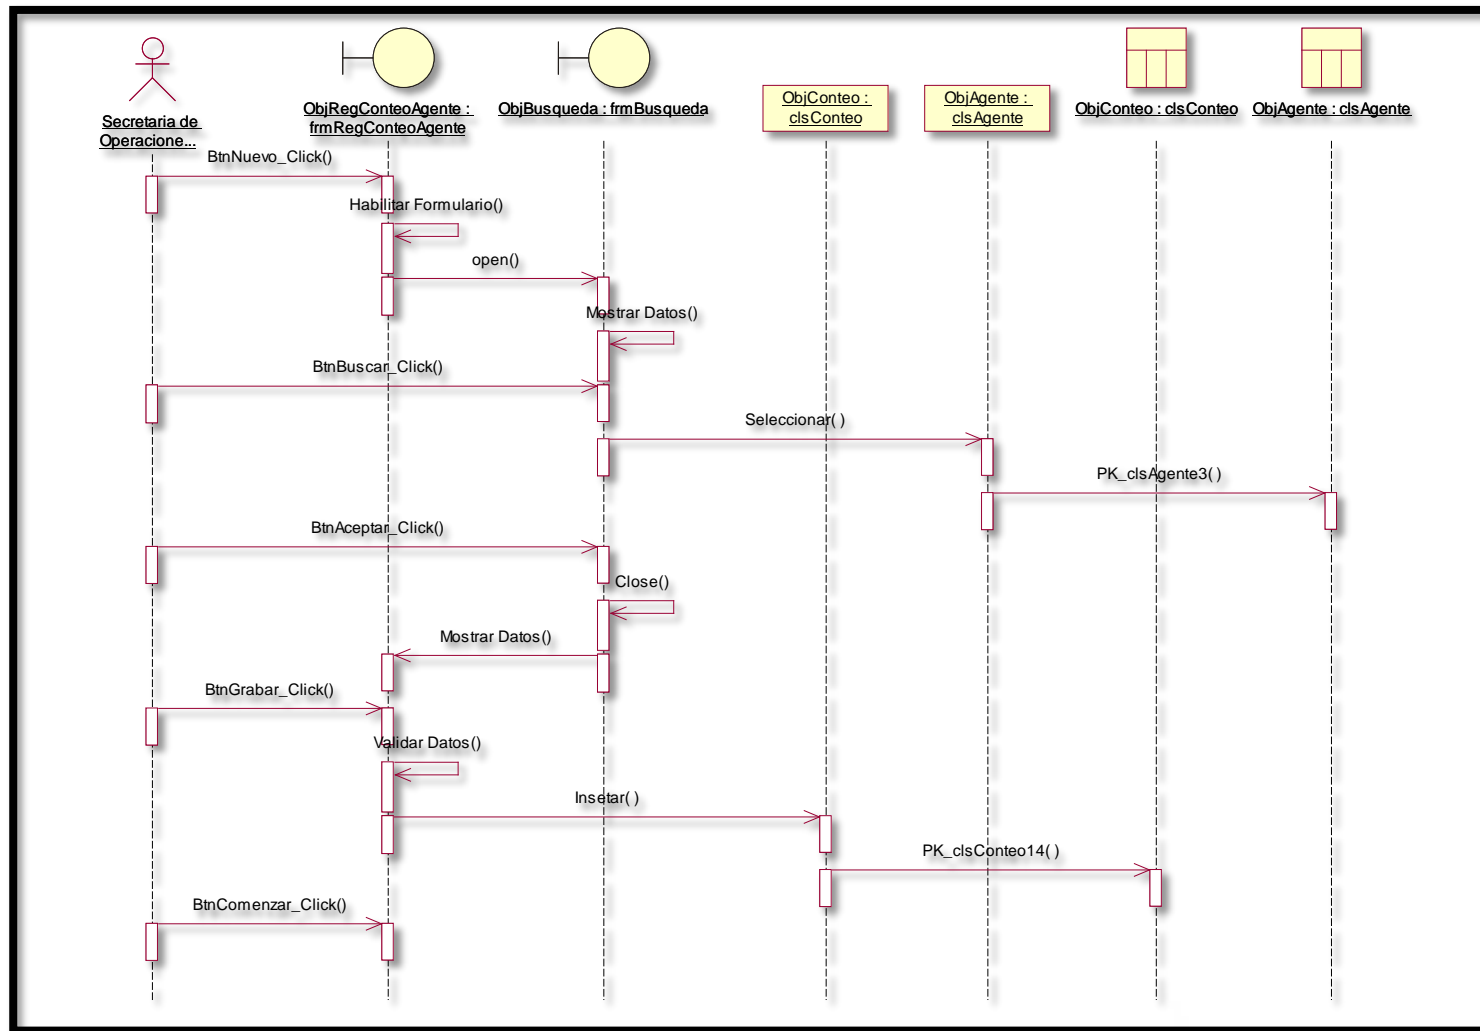 Secretaria de
Operacione...
ObjRegConteoAgente :
frmRegConteoAgente
ObjBusqueda : frmBusqueda
ObjConteo :
clsConteo
ObjAgente :
clsAgente
ObjConteo : clsConteo
ObjAgente : clsAgente
BtnNuevo_Click()
Habilitar Formulario()
open()
Mostrar Datos()
BtnBuscar_Click()
Seleccionar( )
PK_clsAgente3( )
BtnAceptar_Click()
Close()
Mostrar Datos()
BtnGrabar_Click()
Validar Datos()
Insetar( )
PK_clsConteo14( )
BtnComenzar_Click()